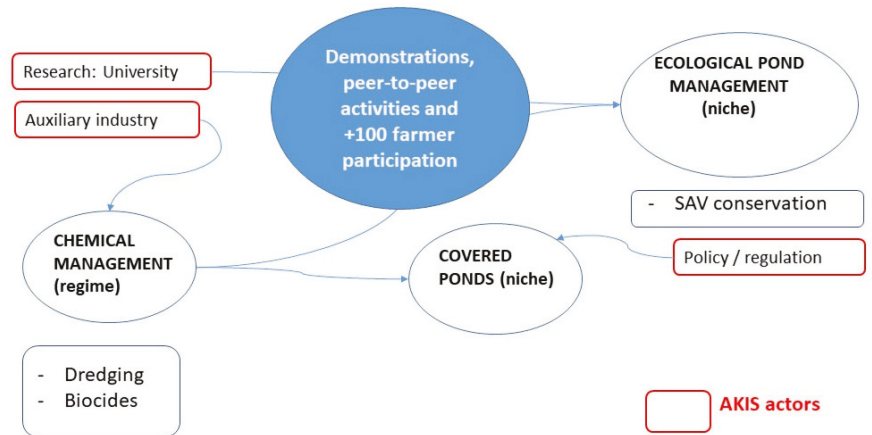 Demonstrations,
peer-to-peer
activities and
+100 farmer
participation
Research: University
Auxiliary industry
ECOLOGICAL POND
MANAGEMENT
(niche)
- SAV conservation
Policy / regulation
CHEMICAL
MANAGEMENT
(regime)
COVERED
PONDS (niche)
- Dredging
- Biocides
AKIS actors